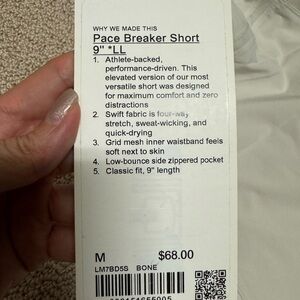 WHY WE MADE THIS
Pace Breaker Short
9" *LL
1. Athlete-backed,
performance-driven. This
elevated version of our most
versatile short was designed
for maximum comfort and zero
distractions
2. Swift fabric is four-way
stretch, sweat-wicking, and
quick-drying
3. Grid mesh inner waistband feels
soft next to skin
4. Low-bounce side zippered pocket
5. Classic fit, 9" length
M $68.00
LM7BD5S BONE